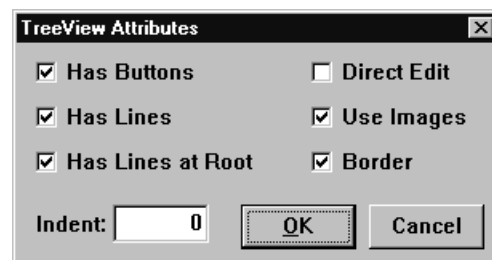 TreeView Attributes
Has Buttons Direct Edit
Has Lines Use Images
Has Lines at Root Border
Indent: 0 OK Cancel